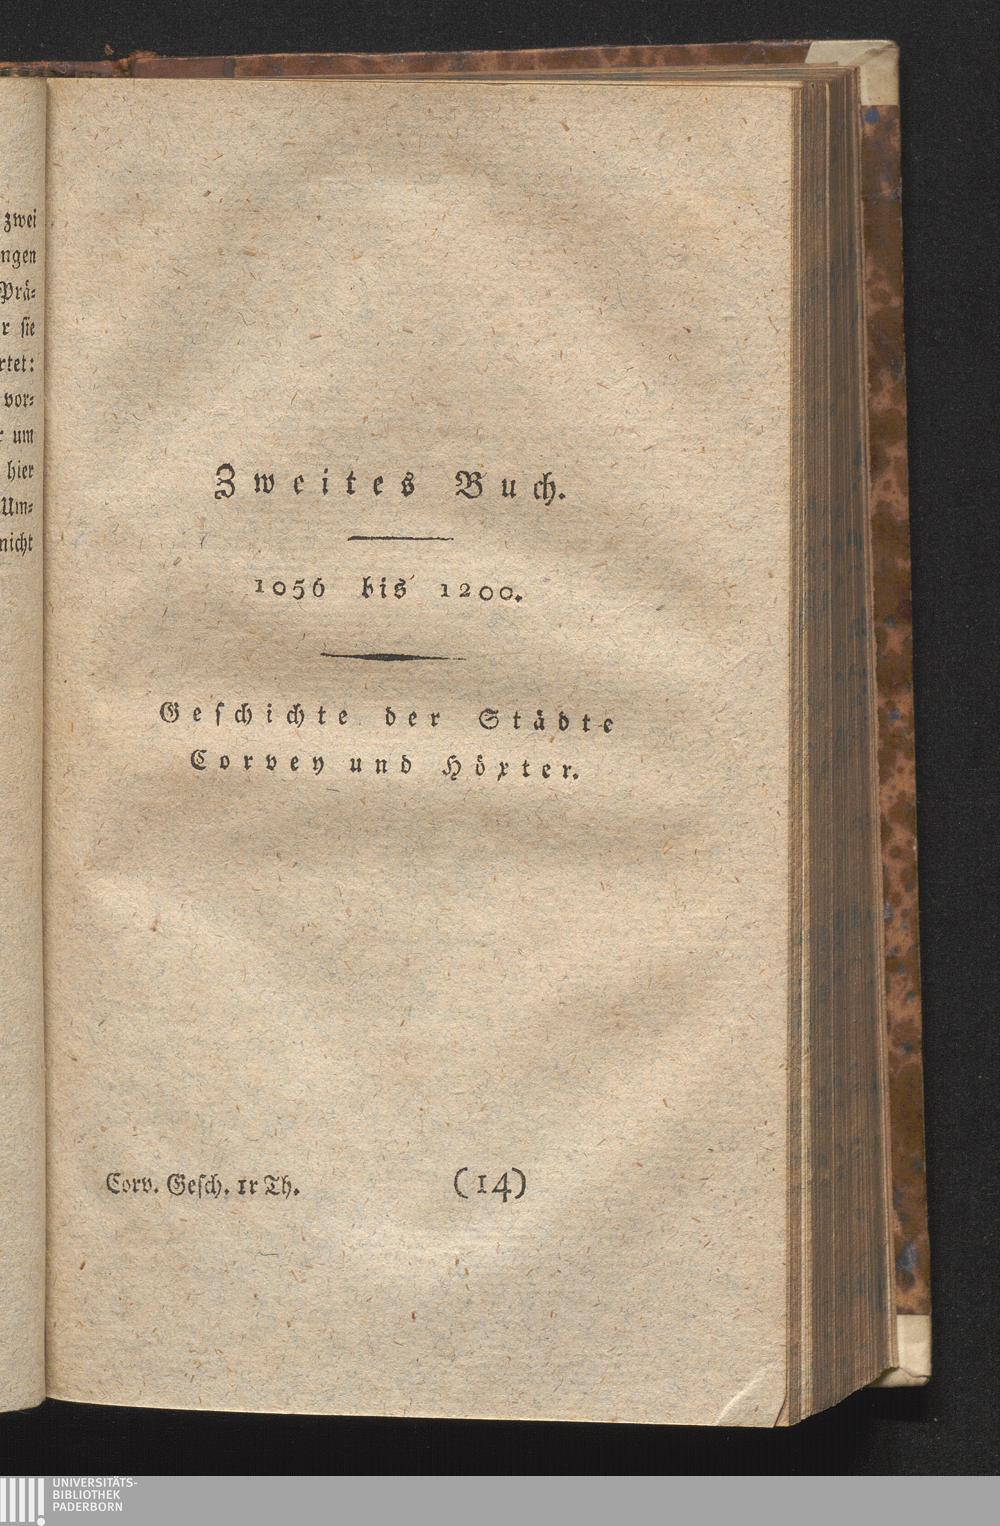 zwei
ngen
Prä⸗
r sie
rtet:
vor⸗
r um
hier
Um⸗
nicht
Zweites Buch.
1056 bis 1200.
Geschichte der Städte
Corvey und Höxter.
Corv. Gesch. 1r Th. (14)
UNIVERSITÄTS-
BIBLIOTHEK
PADERBORN